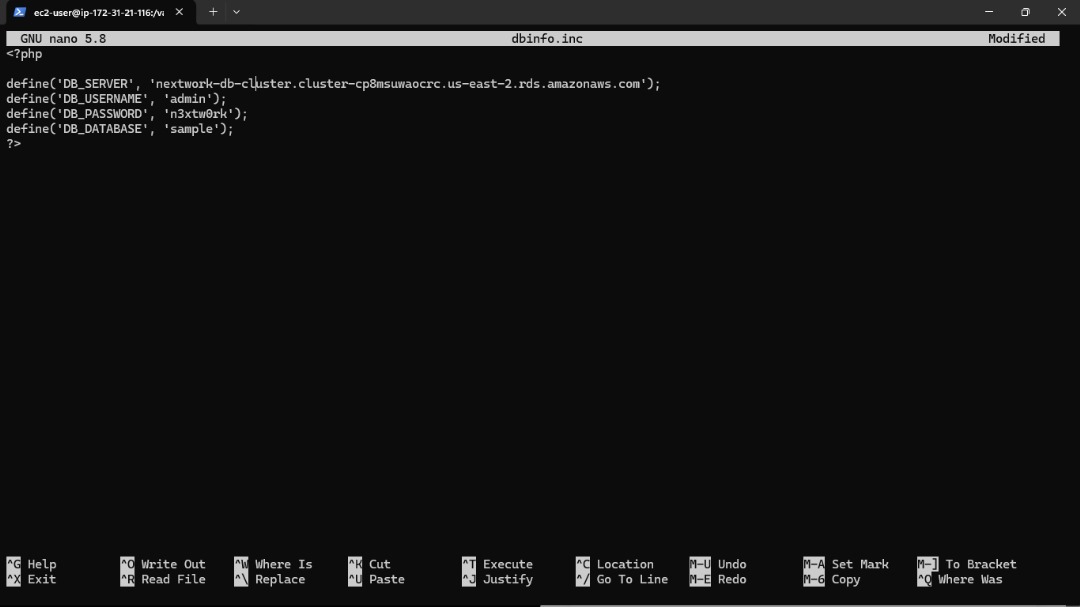 ec2-user@ip-172-31-21-116:/va
GNU nano 5.8 dbinfo.inc Modified
<?php
define('DB_SERVER', 'nextwork-db-cluster.cluster-cp8msuwaocrc.us-east-2.rds.amazonaws.com');
define('DB_USERNAME', 'admin');
define('DB_PASSWORD', 'n3xtw0rk');
define('DB_DATABASE', 'sample');
?>
^G Help ^O Write Out ^W Where Is ^K Cut ^T Execute ^C Location M-U Undo M-A Set Mark M-] To Bracket
^X Exit ^R Read File ^\ Replace ^U Paste ^J Justify ^/ Go To Line M-E Redo M-6 Copy ^Q Where Was